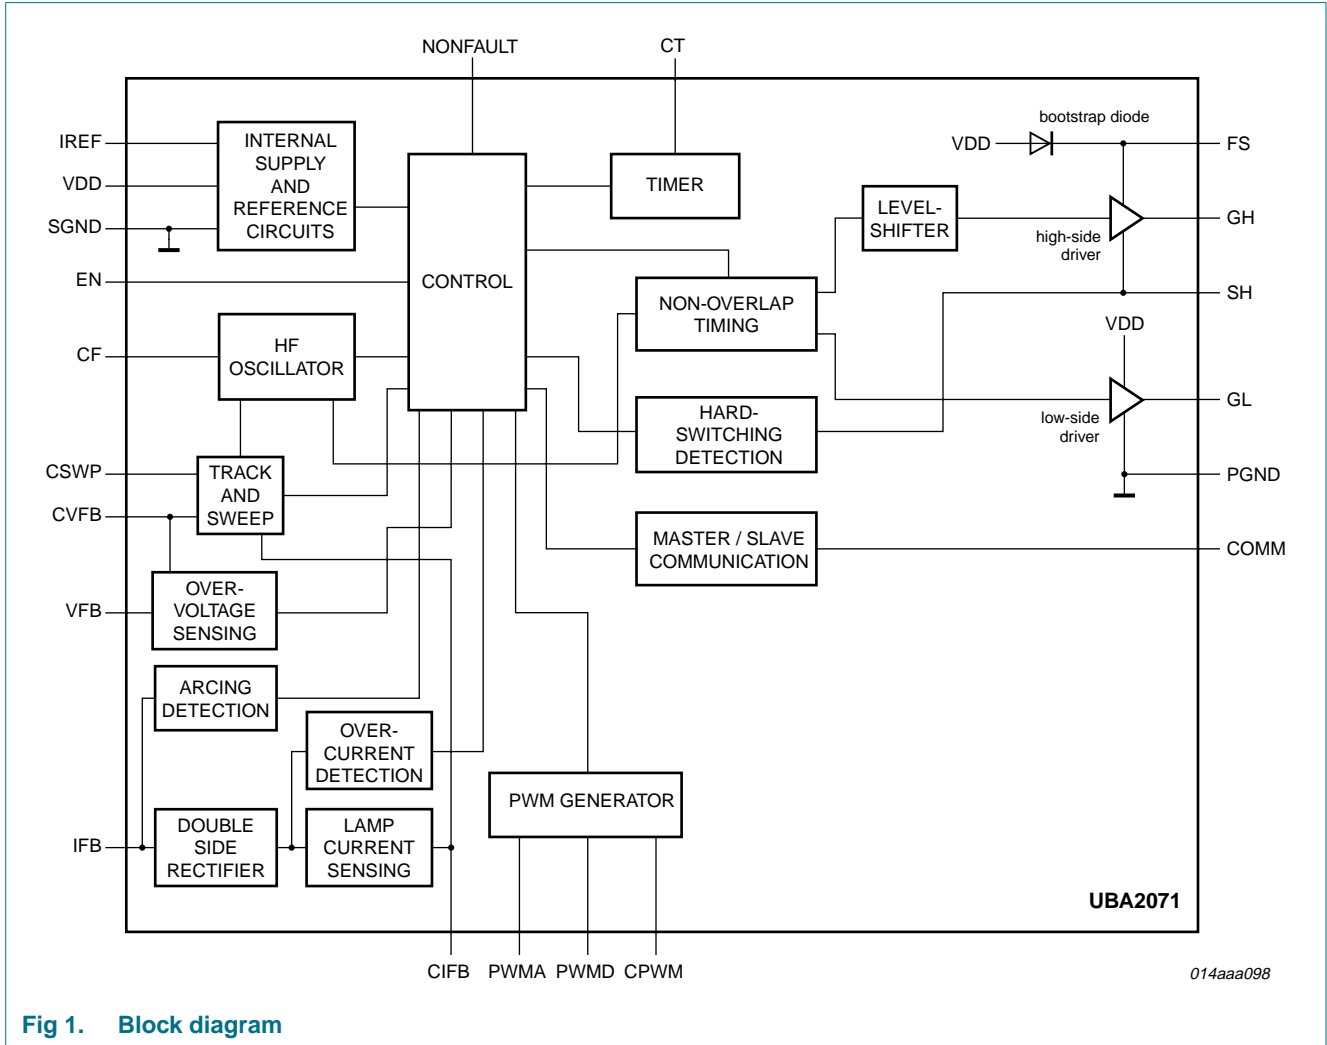 NONFAULT
CT
IREF
VDD
SGND
EN
CF
CSWP
CVFB
VFB
IFB
INTERNAL
SUPPLY
AND
REFERENCE
CIRCUITS
HF
OSCILLATOR
TRACK
AND
SWEEP
OVER-
VOLTAGE
SENSING
ARCING
DETECTION
OVER-
CURRENT
DETECTION
DOUBLE
SIDE
RECTIFIER
LAMP
CURRENT
SENSING
CONTROL
TIMER
NON-OVERLAP
TIMING
HARD-
SWITCHING
DETECTION
MASTER / SLAVE
COMMUNICATION
PWM GENERATOR
LEVEL-
SHIFTER
bootstrap diode
VDD
high-side
driver
VDD
low-side
driver
FS
GH
SH
GL
PGND
COMM
UBA2071
CIFB
PWMA
PWMD
CPWM
014aaa098
Fig 1. Block diagram